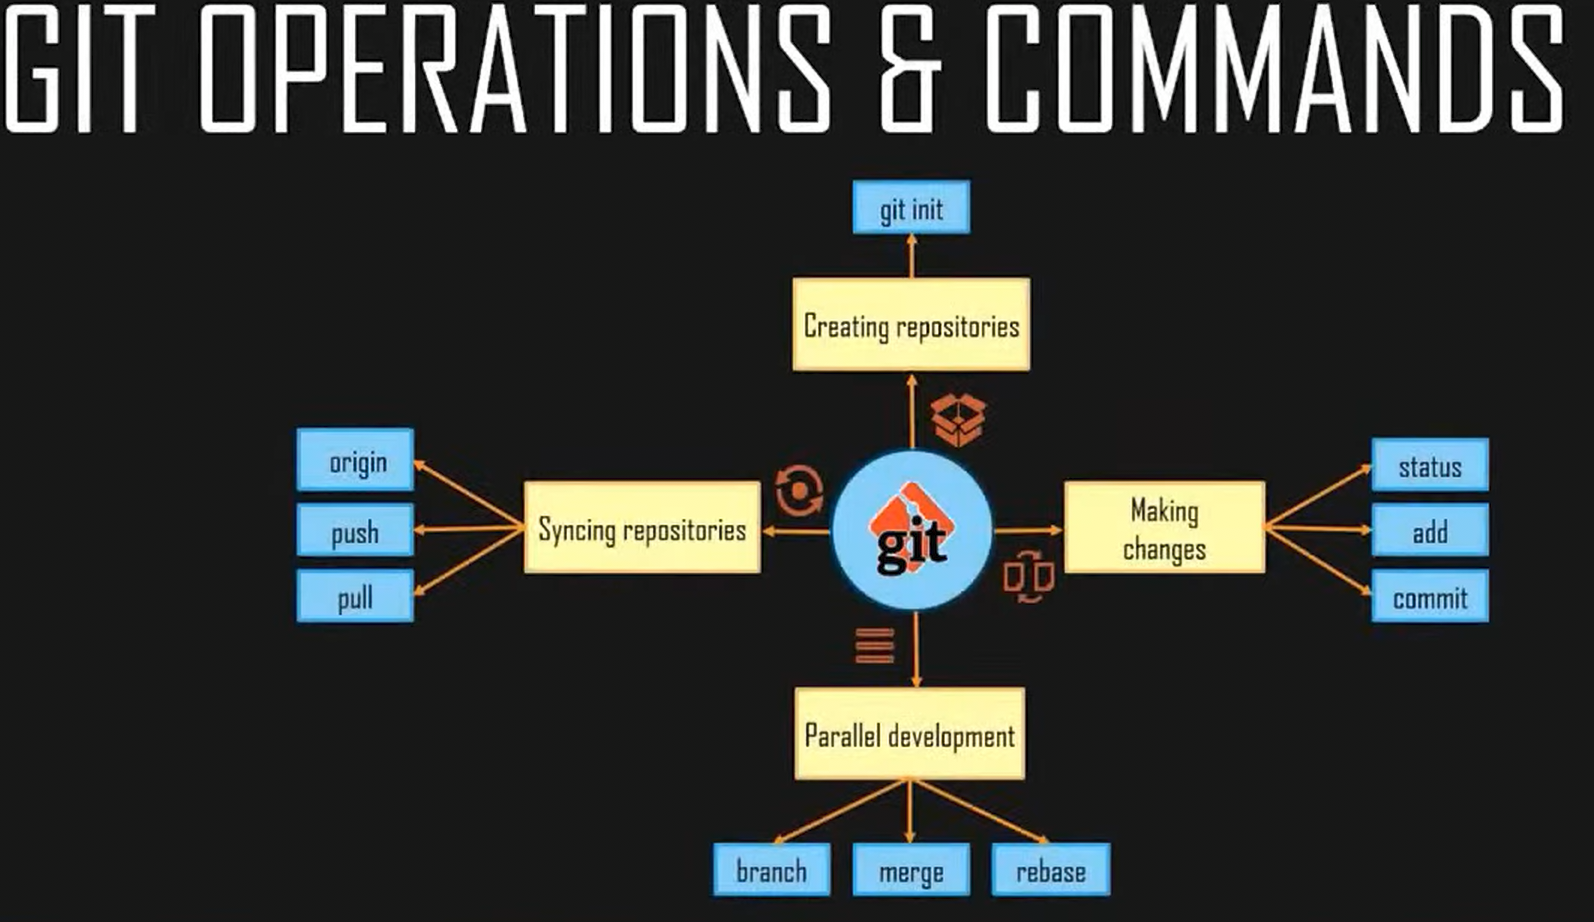 GIT OPERATIONS & COMMANDS
git init
Creating repositories
origin
push
pull
Syncing repositories
git
Making
changes
status
add
commit
Parallel development
branch
merge
rebase